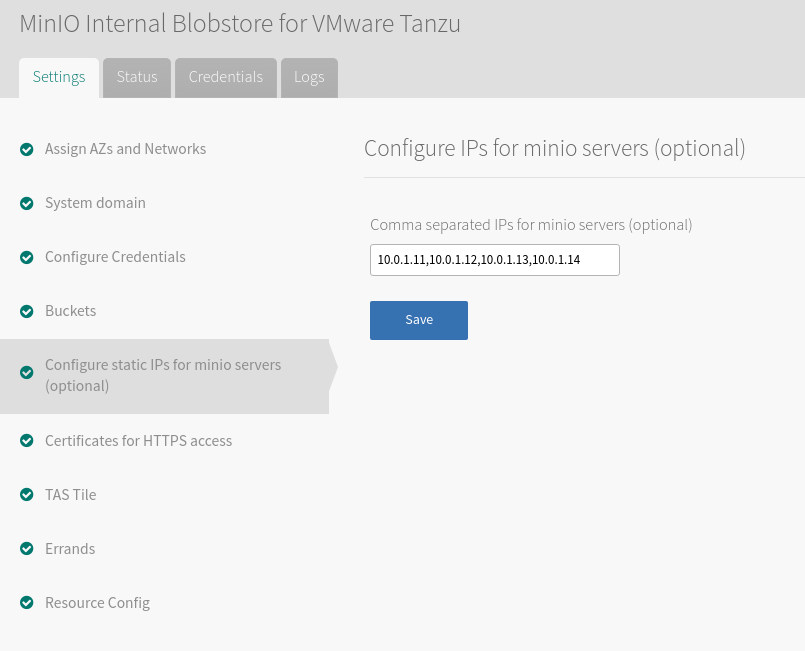 MinIO Internal Blobstore for VMware Tanzu
Settings
Status
Credentials
Logs
Assign AZs and Networks
System domain
Configure Credentials
Buckets
Configure static IPs for minio servers
(optional)
Certificates for HTTPS access
TAS Tile
Errands
Resource Config
Configure IPs for minio servers (optional)
Comma separated IPs for minio servers (optional)
10.0.1.11,10.0.1.12,10.0.1.13,10.0.1.14
Save